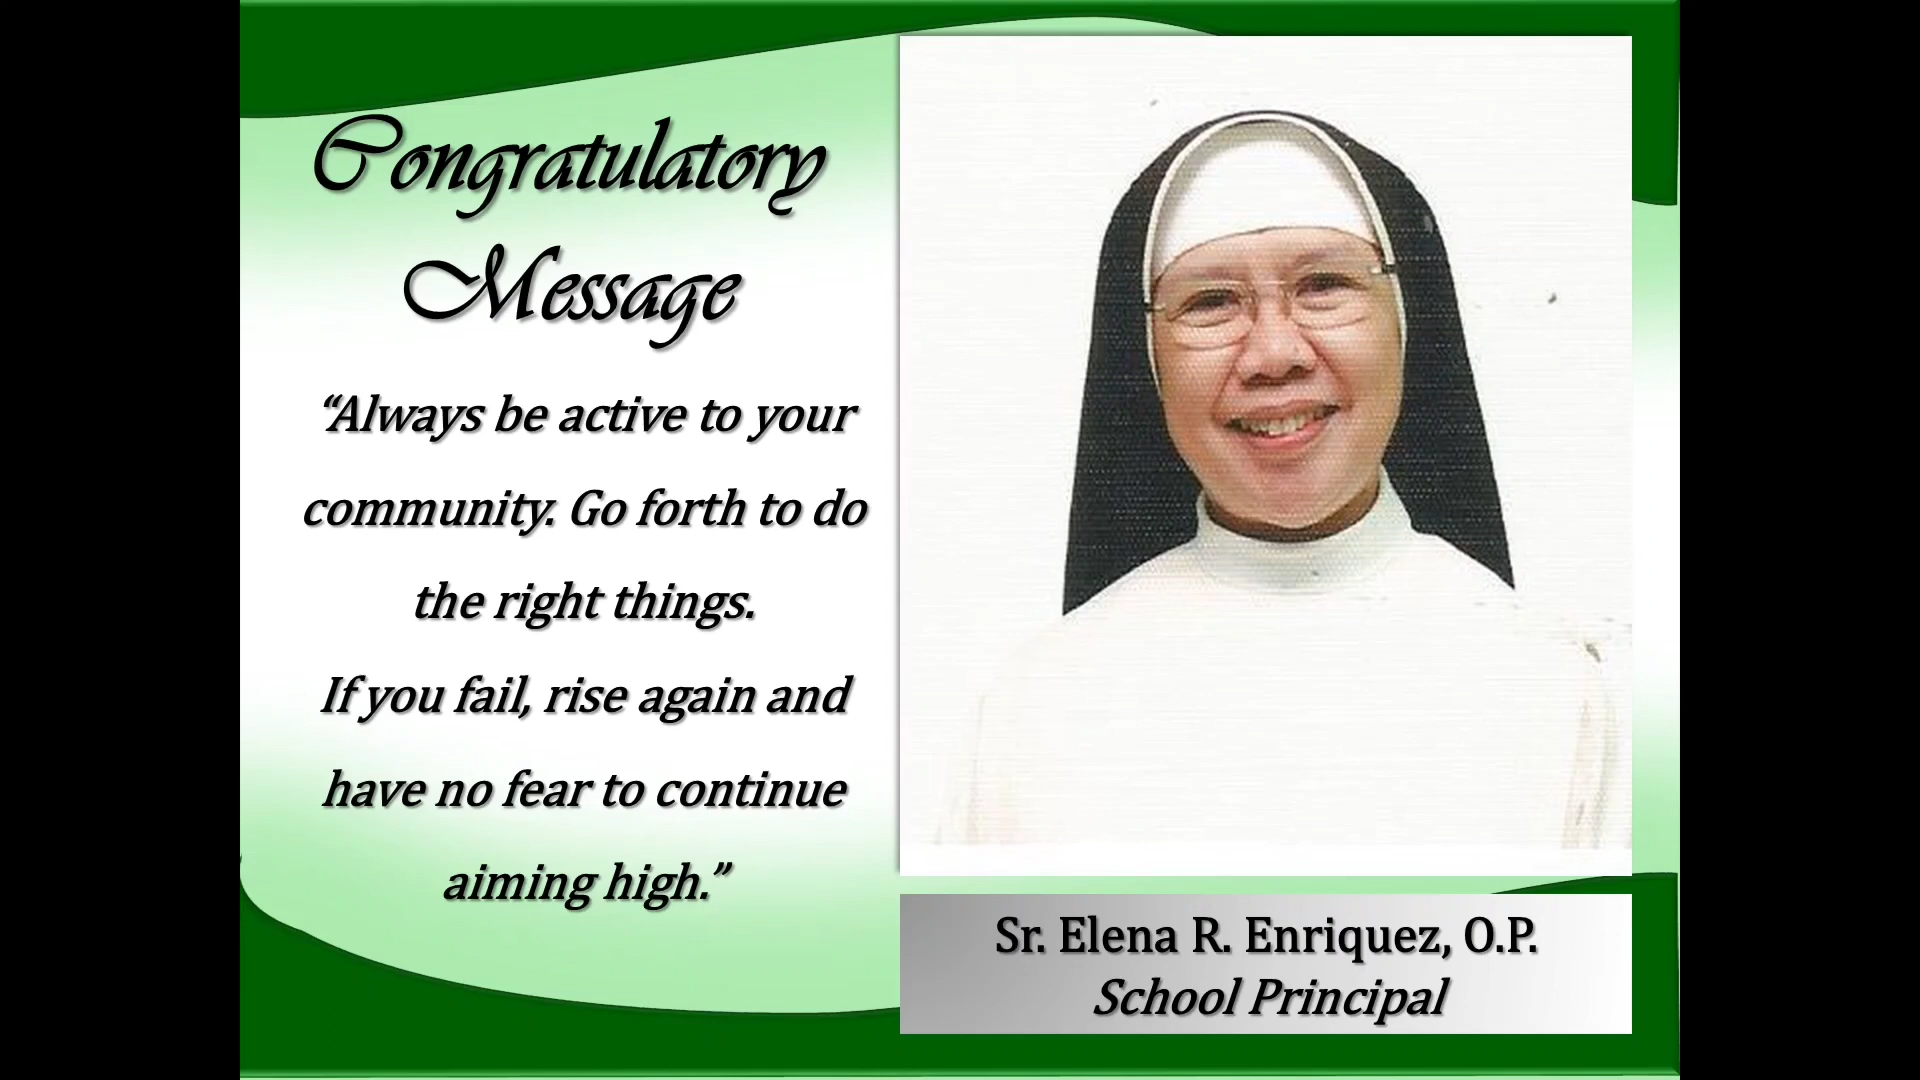 Congratulatory
Message
“Always be active to your
community. Go forth to do
the right things.
If you fail, rise again and
have no fear to continue
aiming high.”
Sr. Elena R. Enriquez, O.P.
School Principal